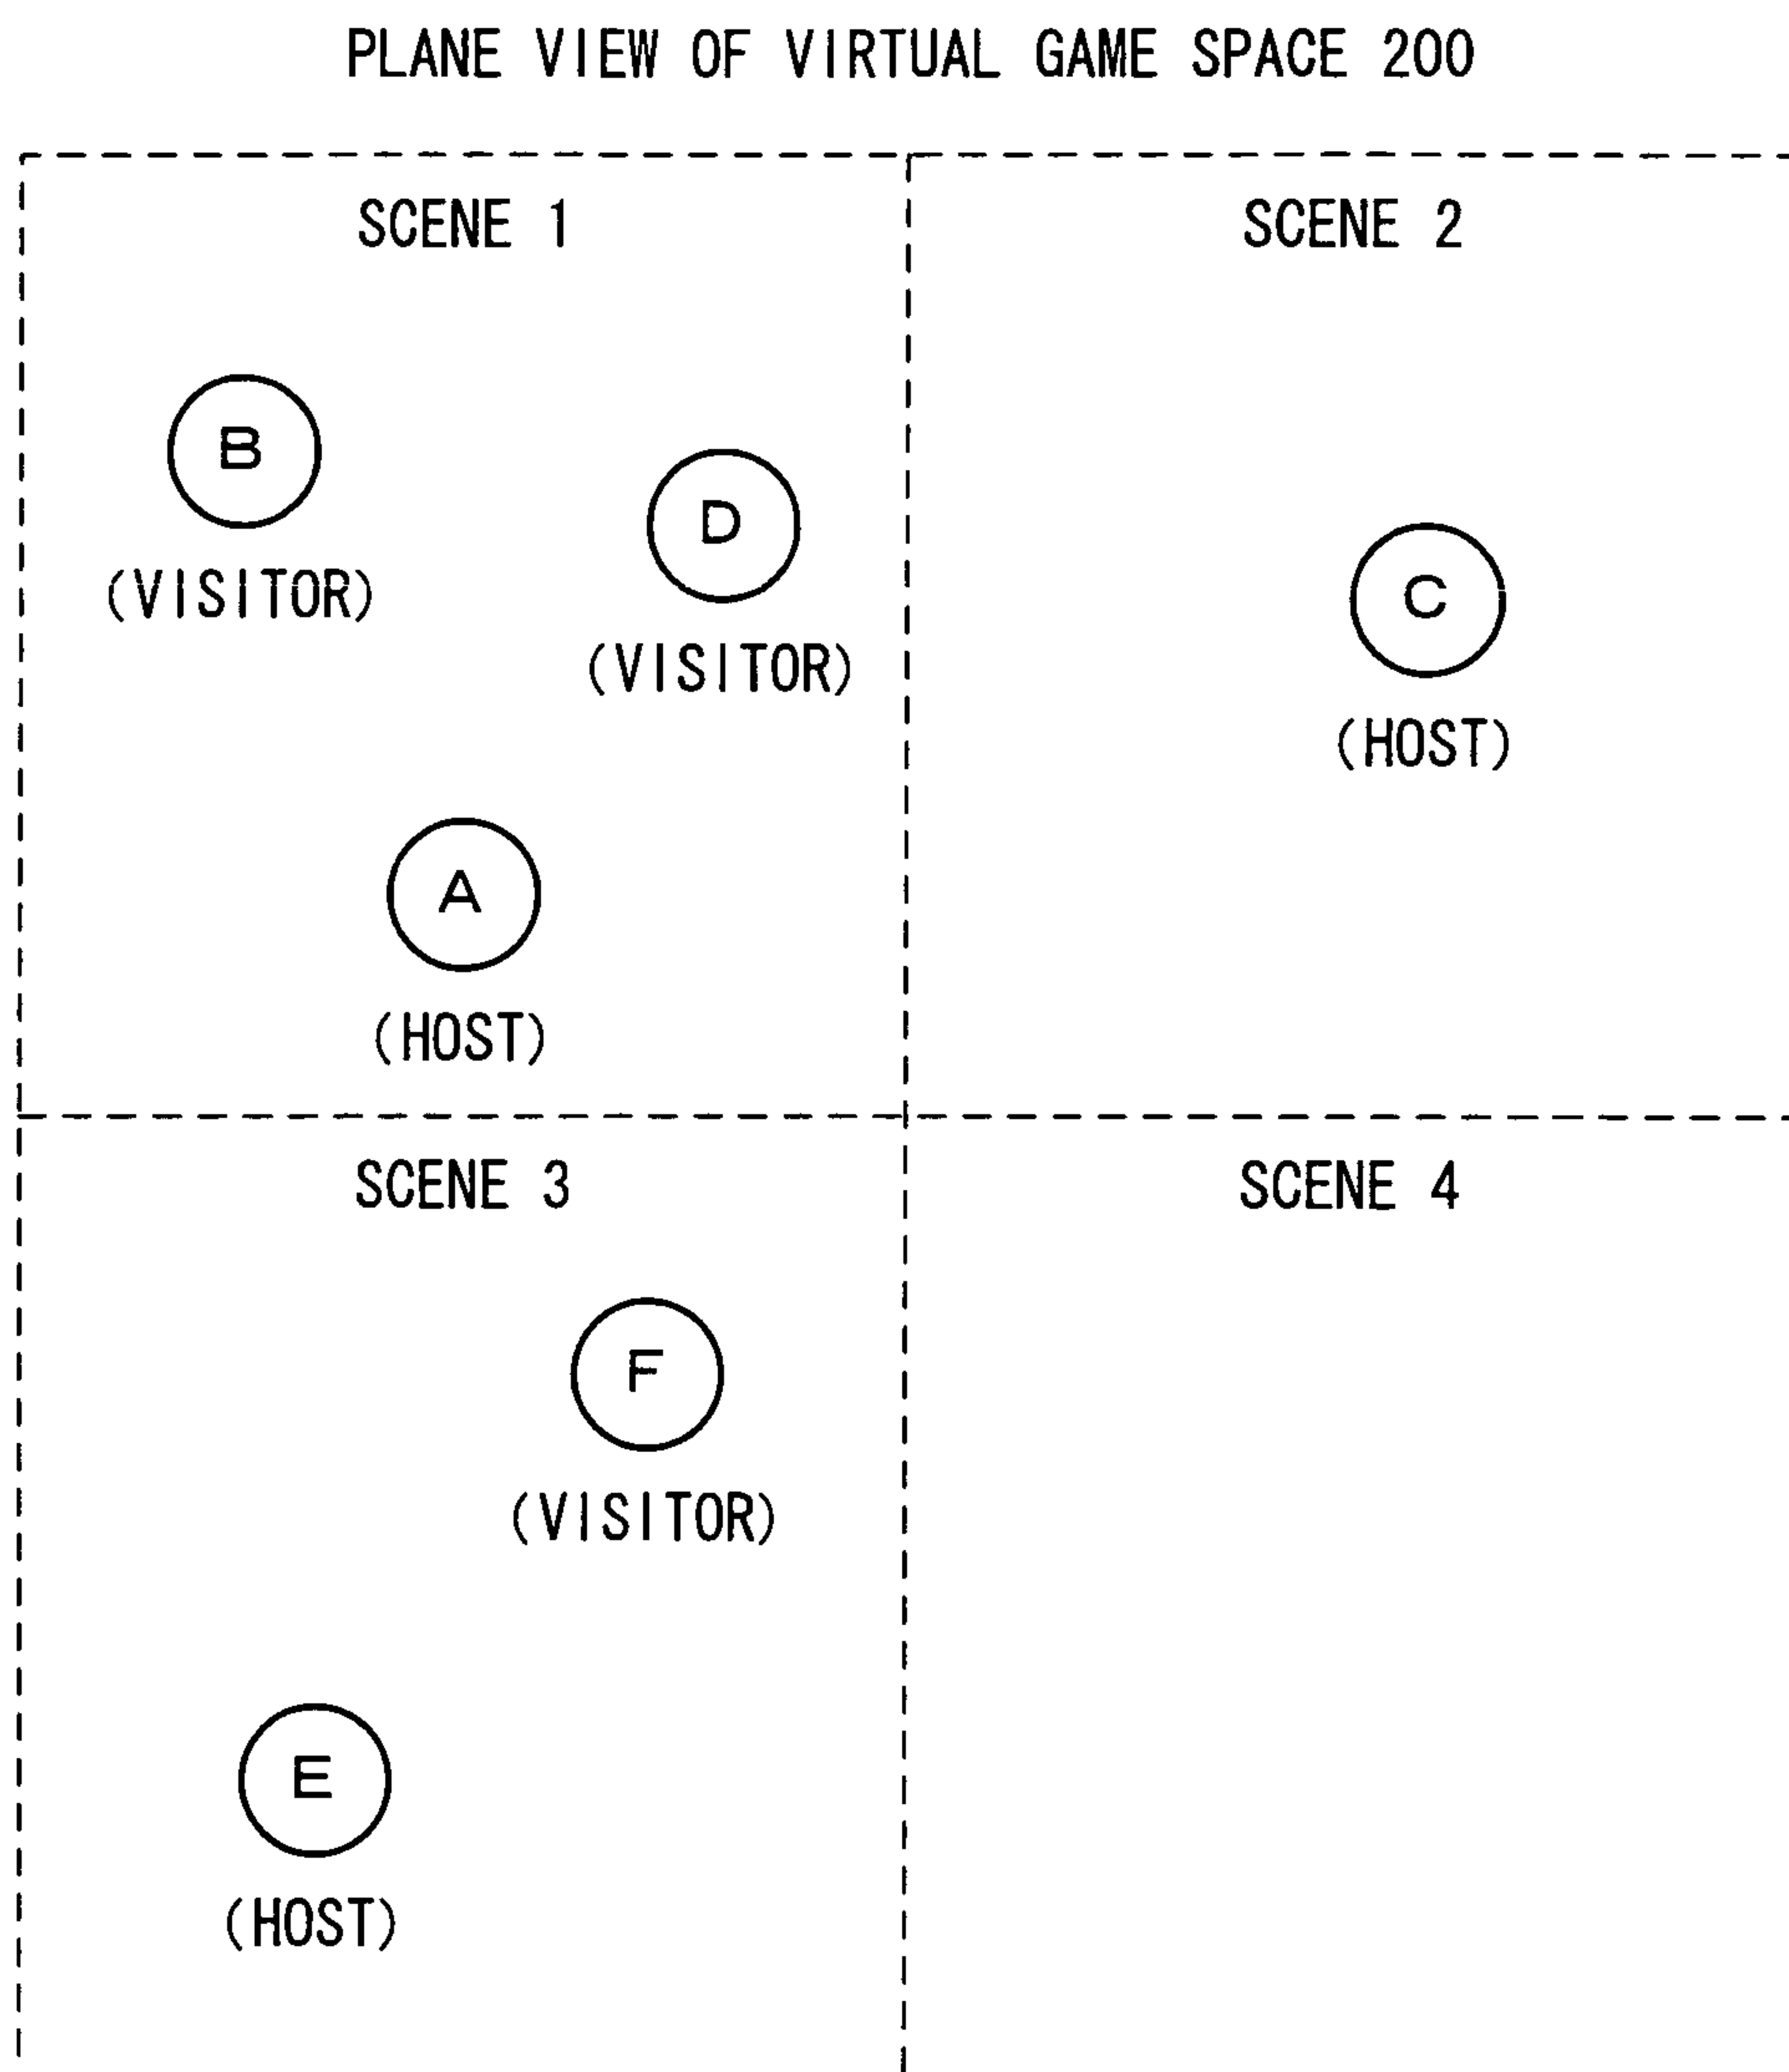 PLANE VIEW OF VIRTUAL GAME SPACE 200
SCENE 1
B
(VISITOR)
D
(VISITOR)
A
(HOST)
SCENE 2
C
(HOST)
SCENE 3
F
(VISITOR)
E
(HOST)
SCENE 4